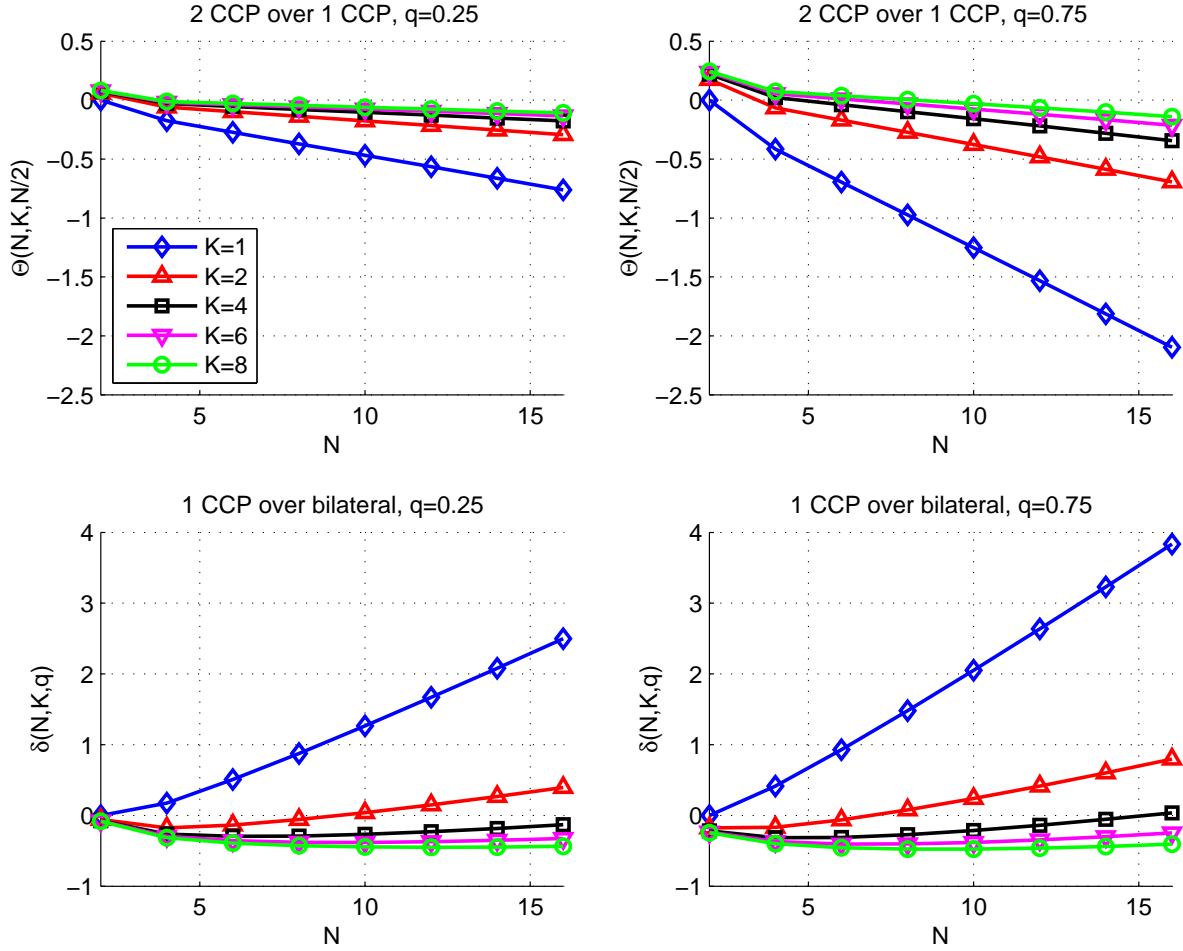 2 CCP over 1 CCP, q=0.25
0.5
0
−0.5
−1
−1.5
−2
−2.5
Θ(N,K,N/2)
K=1
K=2
K=4
K=6
K=8
5
10
15
N
2 CCP over 1 CCP, q=0.75
0.5
0
−0.5
−1
−1.5
−2
−2.5
Θ(N,K,N/2)
5
10
15
N
1 CCP over bilateral, q=0.25
4
3
2
1
0
−1
δ(N,K,q)
5
10
15
N
1 CCP over bilateral, q=0.75
4
3
2
1
0
−1
δ(N,K,q)
5
10
15
N